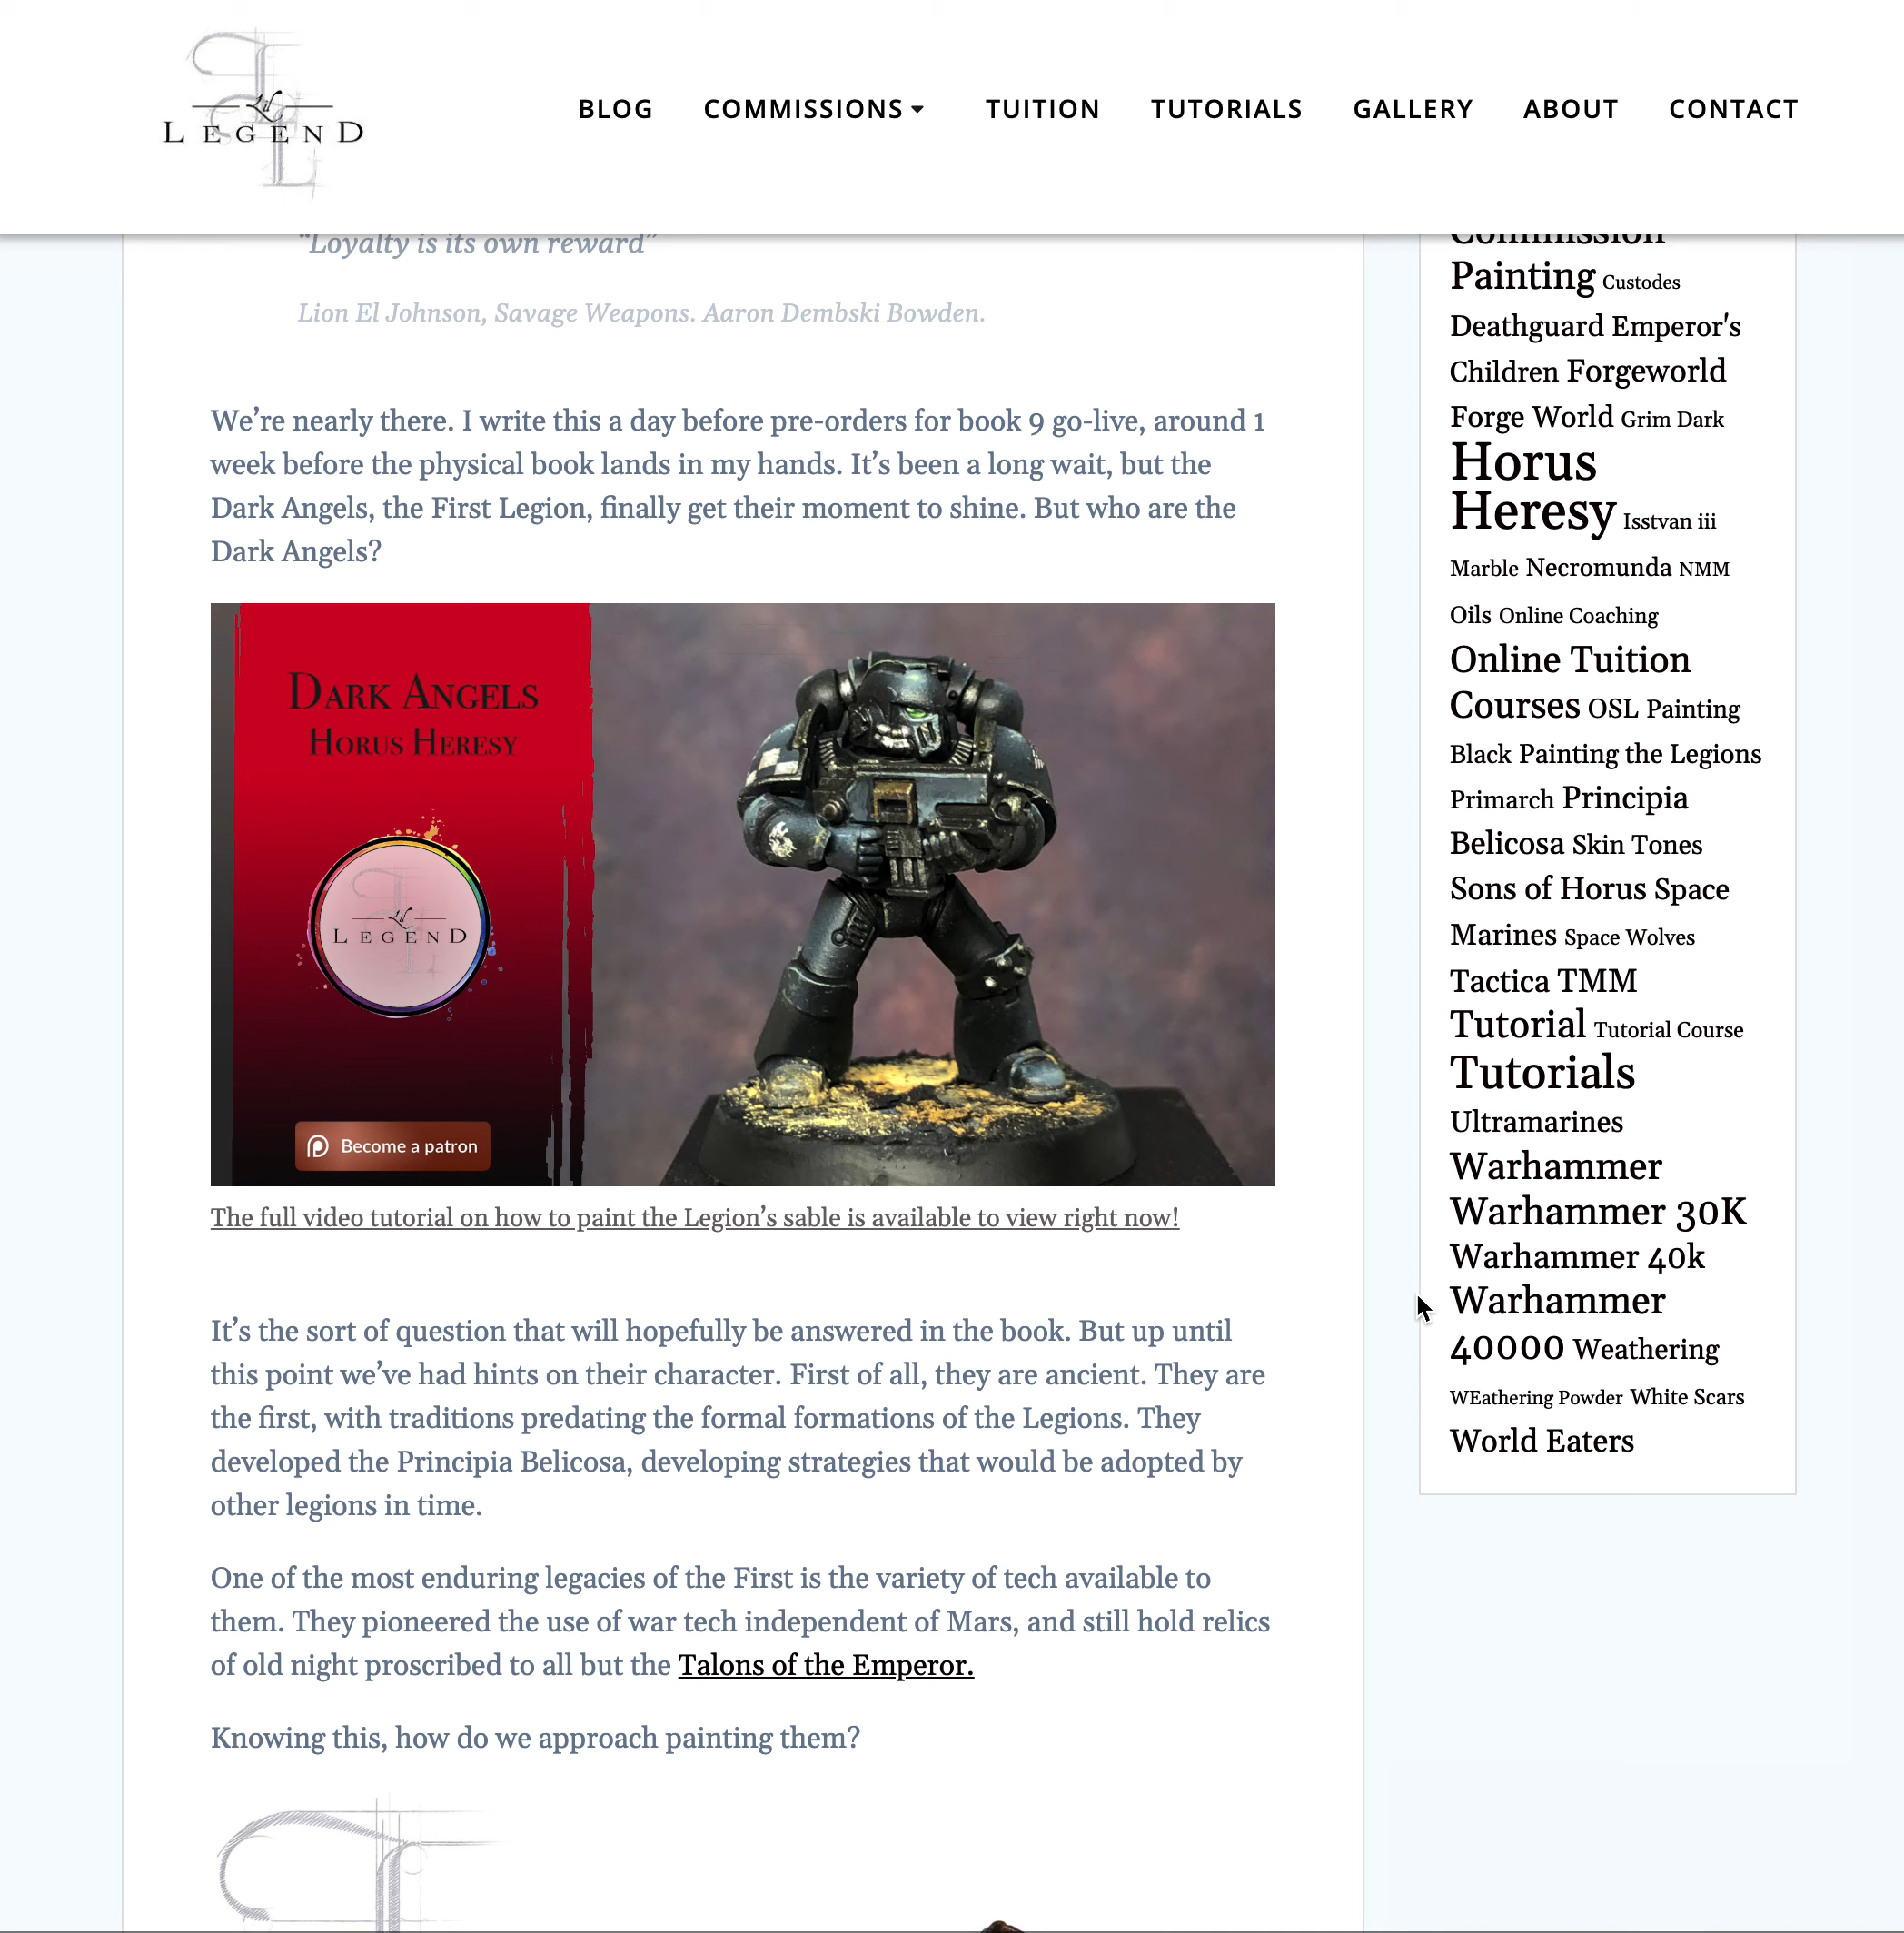 Lil
LEGEND
BLOG COMMISSIONS TUITION TUTORIALS GALLERY ABOUT CONTACT
“Loyalty is its own reward”
Lion El Johnson, Savage Weapons. Aaron Dembski Bowden.
We’re nearly there. I write this a day before pre-orders for book 9 go-live, around 1
week before the physical book lands in my hands. It’s been a long wait, but the
Dark Angels, the First Legion, finally get their moment to shine. But who are the
Dark Angels?
DARK ANGELS
HORUS HERESY
Lil
LEGEND
Become a patron
The full video tutorial on how to paint the Legion’s sable is available to view right now!
It’s the sort of question that will hopefully be answered in the book. But up until
this point we’ve had hints on their character. First of all, they are ancient. They are
the first, with traditions predating the formal formations of the Legions. They
developed the Principia Belicosa, developing strategies that would be adopted by
other legions in time.
One of the most enduring legacies of the First is the variety of tech available to
them. They pioneered the use of war tech independent of Mars, and still hold relics
of old night proscribed to all but the Talons of the Emperor.
Knowing this, how do we approach painting them?
Commission
Painting Custodes
Deathguard Emperor's
Children Forgeworld
Forge World Grim Dark
Horus
Heresy Isstvan iii
Marble Necromunda NMM
Oils Online Coaching
Online Tuition
Courses OSL Painting
Black Painting the Legions
Primarch Principia
Belicosa Skin Tones
Sons of Horus Space
Marines Space Wolves
Tactica TMM
Tutorial Tutorial Course
Tutorials
Ultramarines
Warhammer
Warhammer 30K
Warhammer 40k
Warhammer
40000 Weathering
WEathering Powder White Scars
World Eaters